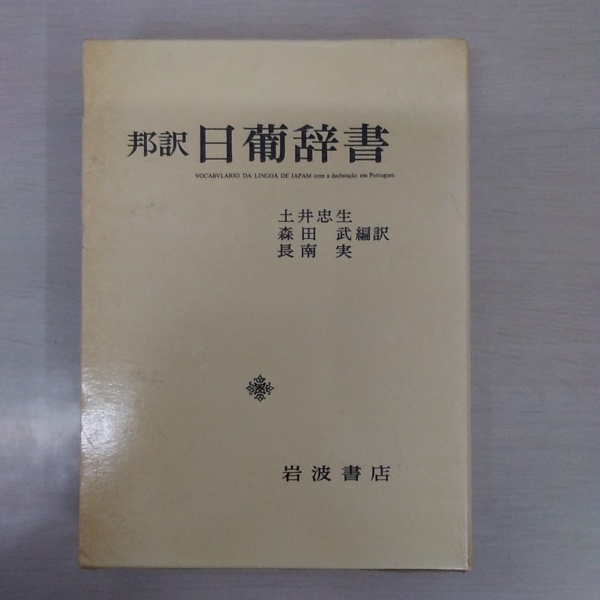 邦訳 日葡辞書
VOCABVLARIO DA LINGOA DE IAPAM com a declaração em Portugues
土井忠生
森田 武編訳
長南 実
岩波書店